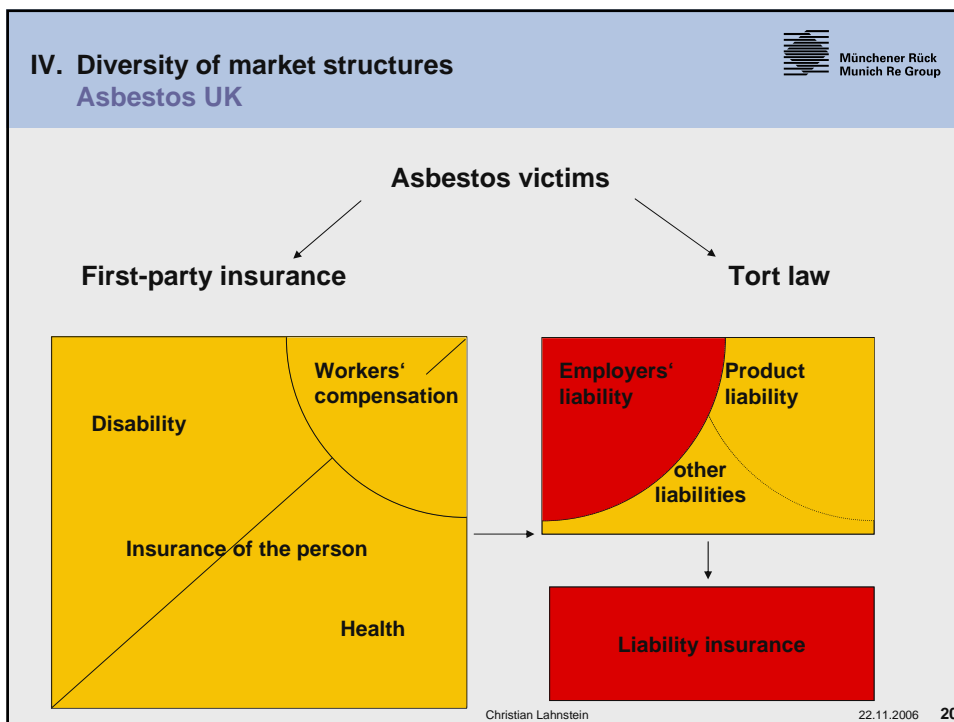 IV. Diversity of market structures
Asbestos UK
Münchener Rück
Munich Re Group
Asbestos victims
First-party insurance
Tort law
Workers‘
compensation
Disability
Insurance of the person
Health
Employers‘
liability
Product
liability
other
liabilities
Liability insurance
Christian Lahnstein
22.11.2006
20